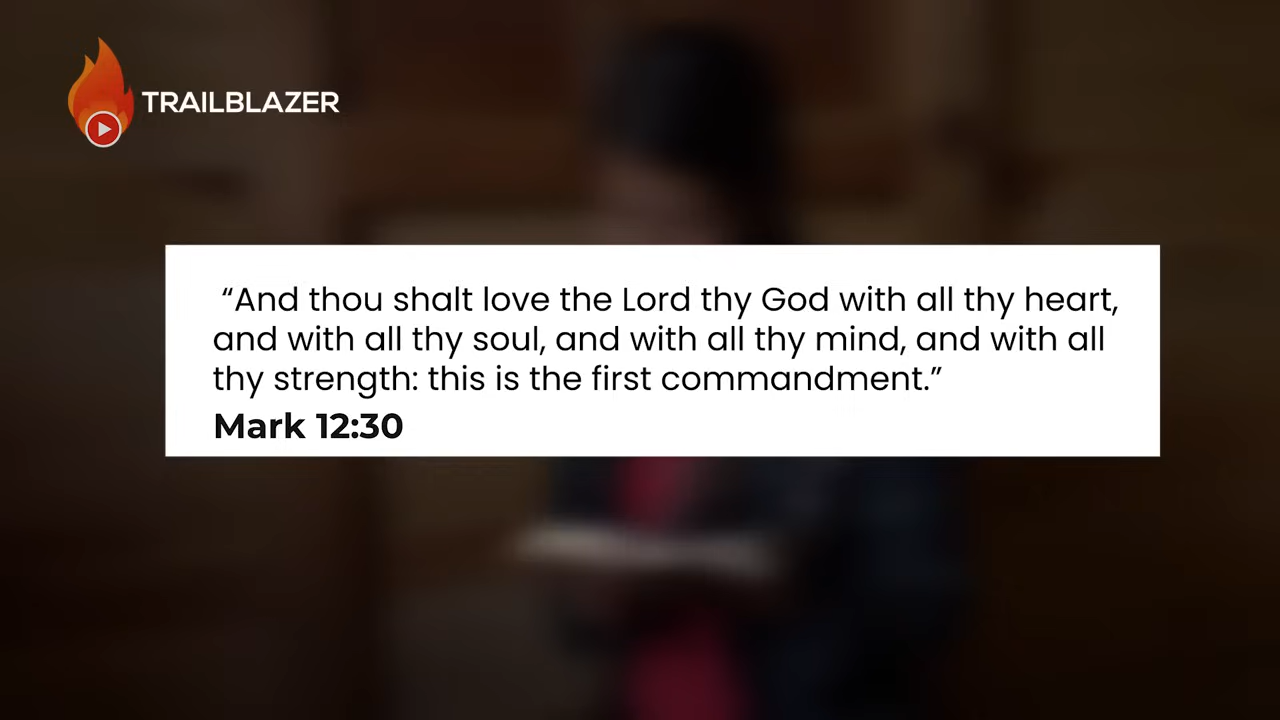 TRAILBLAZER
“And thou shalt love the Lord thy God with all thy heart,
and with all thy soul, and with all thy mind, and with all
thy strength: this is the first commandment.”
Mark 12:30